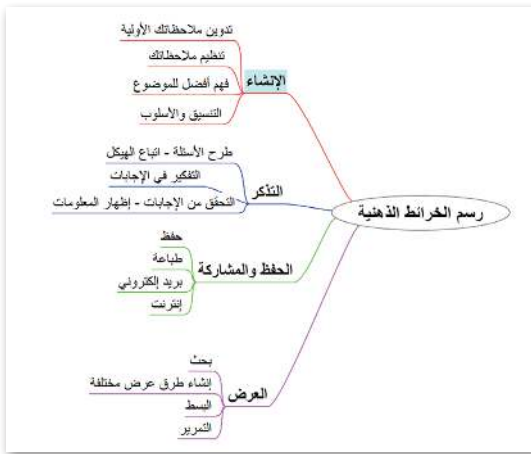 رسم الخرائط الذهنية
الإنشاء
تدوين ملاحظاتك الأولية
تنظيم ملاحظاتك
فهم أفضل للموضوع
التنسيق والأسلوب
التذكر
طرح الأسئلة - اتباع الهيكل
التفكير في الإجابات
التحقق من الإجابات - إظهار المعلومات
الحفظ والمشاركة
حفظ
طباعة
بريد إلكتروني
إنترنت
العرض
بحث
إنشاء طرق عرض مختلفة
البسط
التمرير